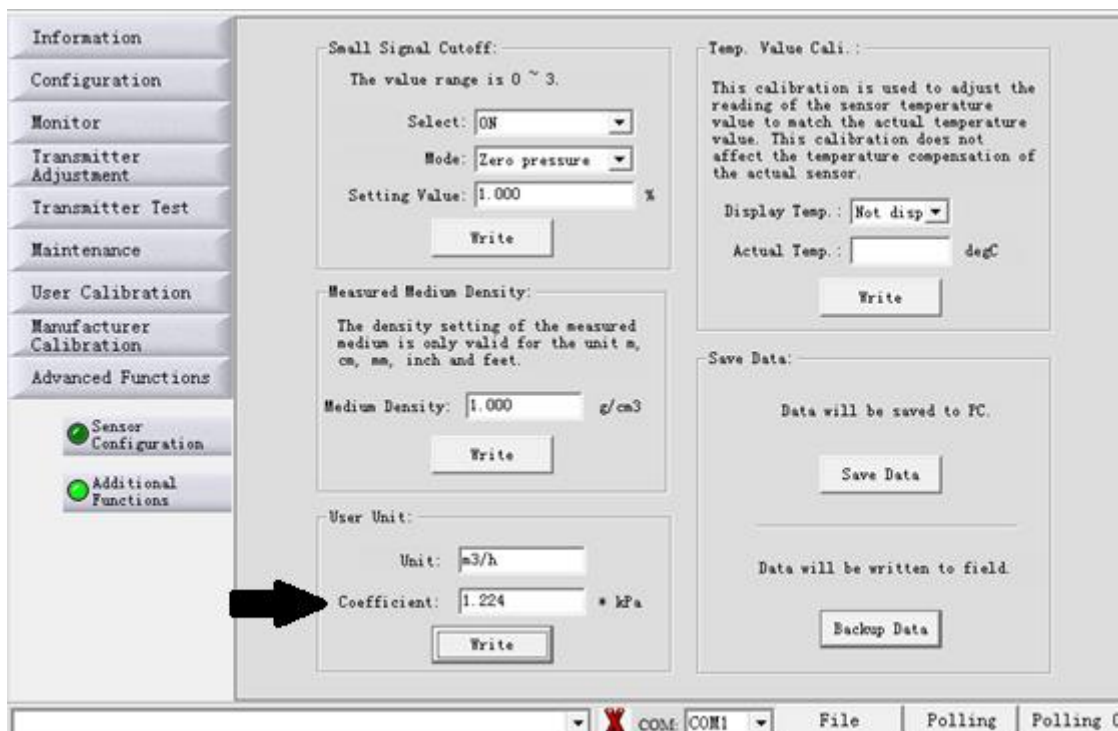 Information
Configuration
Monitor
Transmitter
Adjustment
Transmitter Test
Maintenance
User Calibration
Manufacturer
Calibration
Advanced Functions
Sensor
Configuration
Additional
Functions
Small Signal Cutoff:
The value range is 0 ~ 3.
Select: ON
Mode: Zero pressure
Setting Value: 1.000 %
Write
Measured Medium Density:
The density setting of the measured
medium is only valid for the unit m,
cm, mm, inch and feet.
Medium Density: 1.000 g/cm3
Write
User Unit:
Unit: m3/h
Coefficient: 1.224 * kPa
Write
Temp. Value Cali.:
This calibration is used to adjust the
reading of the sensor temperature
value to match the actual temperature
value. This calibration does not
affect the temperature compensation of
the actual sensor.
Display Temp.: Not disp
Actual Temp.: degC
Write
Save Data:
Data will be saved to PC.
Save Data
Data will be written to field.
Backup Data
COM: COM1 File Polling Polling